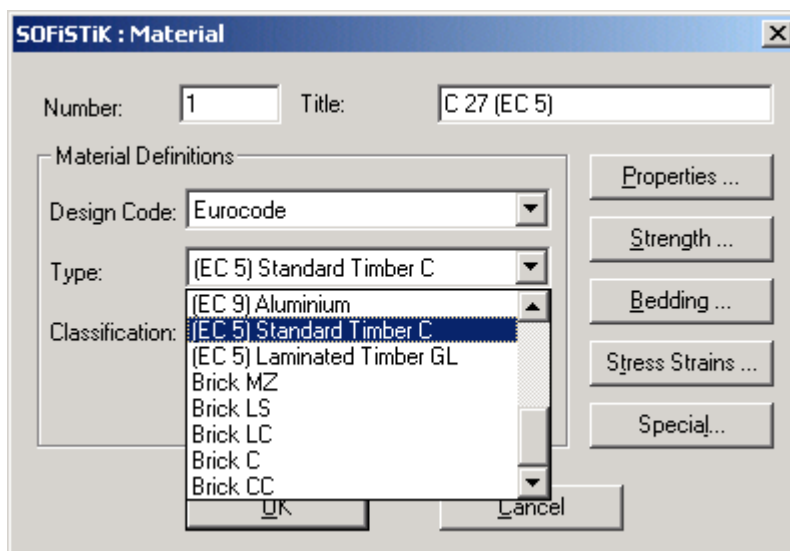 SOFiSTiK : Material
Number: 1 Title: C 27 (EC 5)
Material Definitions
Design Code: Eurocode
Type: (EC 5) Standard Timber C
Classification:
(EC 9) Aluminium
(EC 5) Standard Timber C
(EC 5) Laminated Timber GL
Brick MZ
Brick LS
Brick LC
Brick C
Brick CC
Properties ...
Strength ...
Bedding ...
Stress Strains ...
Special...
OK
Cancel